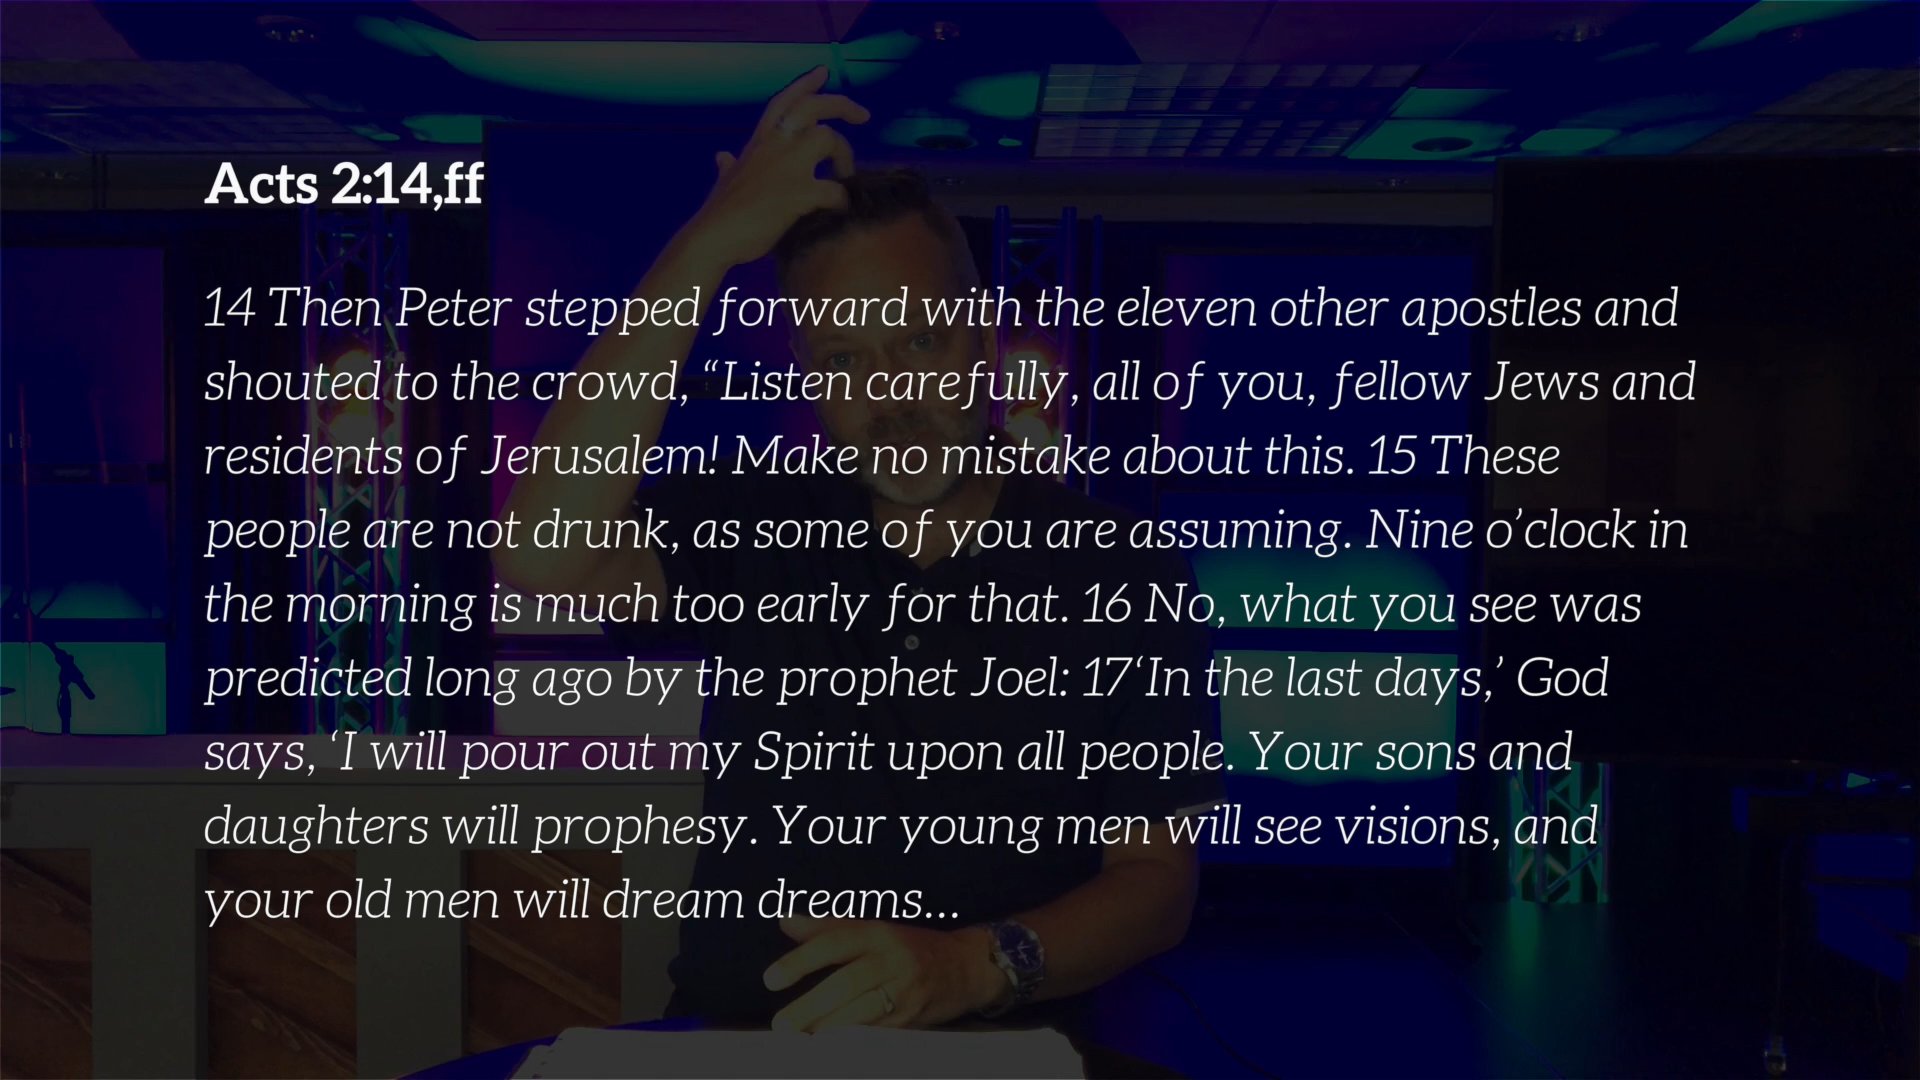 Acts 2:14,ff
14 Then Peter stepped forward with the eleven other apostles and
shouted to the crowd, “Listen carefully, all of you, fellow Jews and
residents of Jerusalem! Make no mistake about this. 15 These
people are not drunk, as some of you are assuming. Nine o’clock in
the morning is much too early for that. 16 No, what you see was
predicted long ago by the prophet Joel: 17‘In the last days,’ God
says, ‘I will pour out my Spirit upon all people. Your sons and
daughters will prophesy. Your young men will see visions, and
your old men will dream dreams...